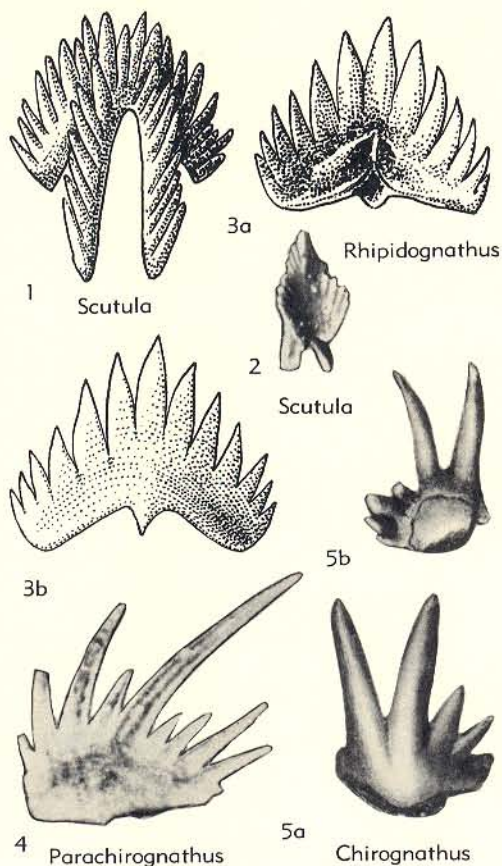 1
Scutula
3a
Rhipidognathus
2
Scutula
3b
5b
4
Parachirognathus
5a
Chirognathus